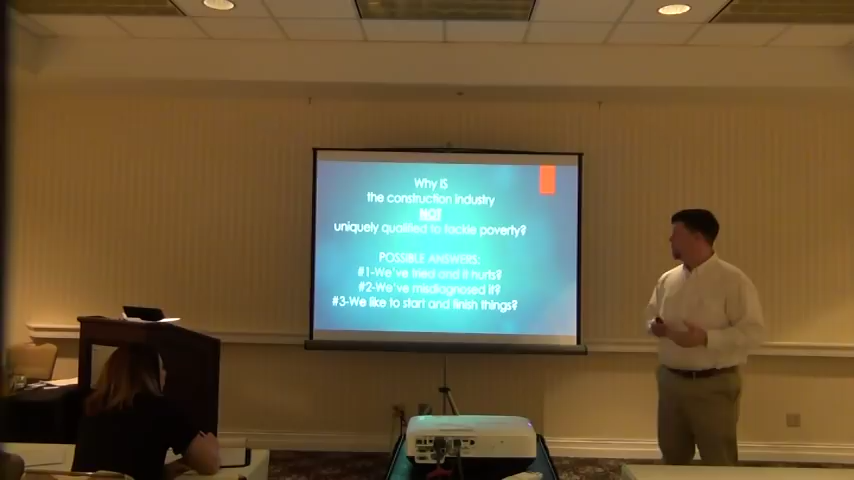 Why IS
the construction industry
NOT
uniquely qualified to tackle poverty?
POSSIBLE ANSWERS:
#1-We've tried and it hurts?
#2-We've misdiagnosed it?
#3-We like to start and finish things?